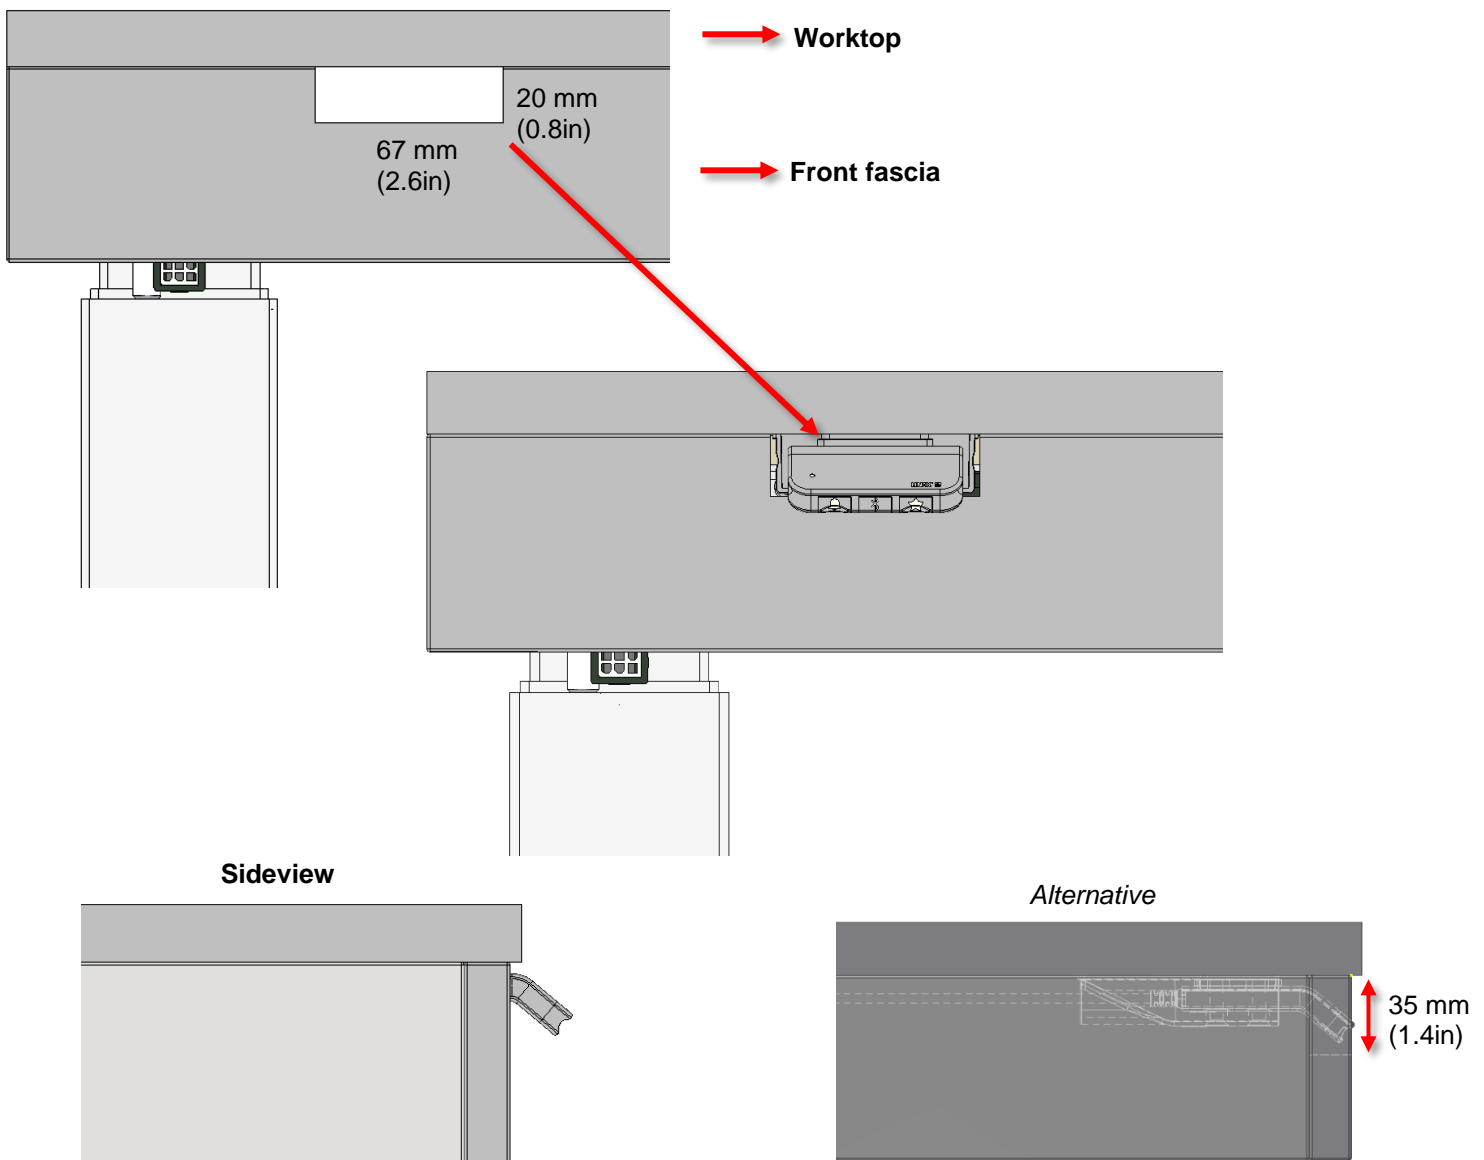 Worktop
20 mm
(0.8in)
67 mm
(2.6in)
Front fascia
Sideview
Alternative
35 mm
(1.4in)